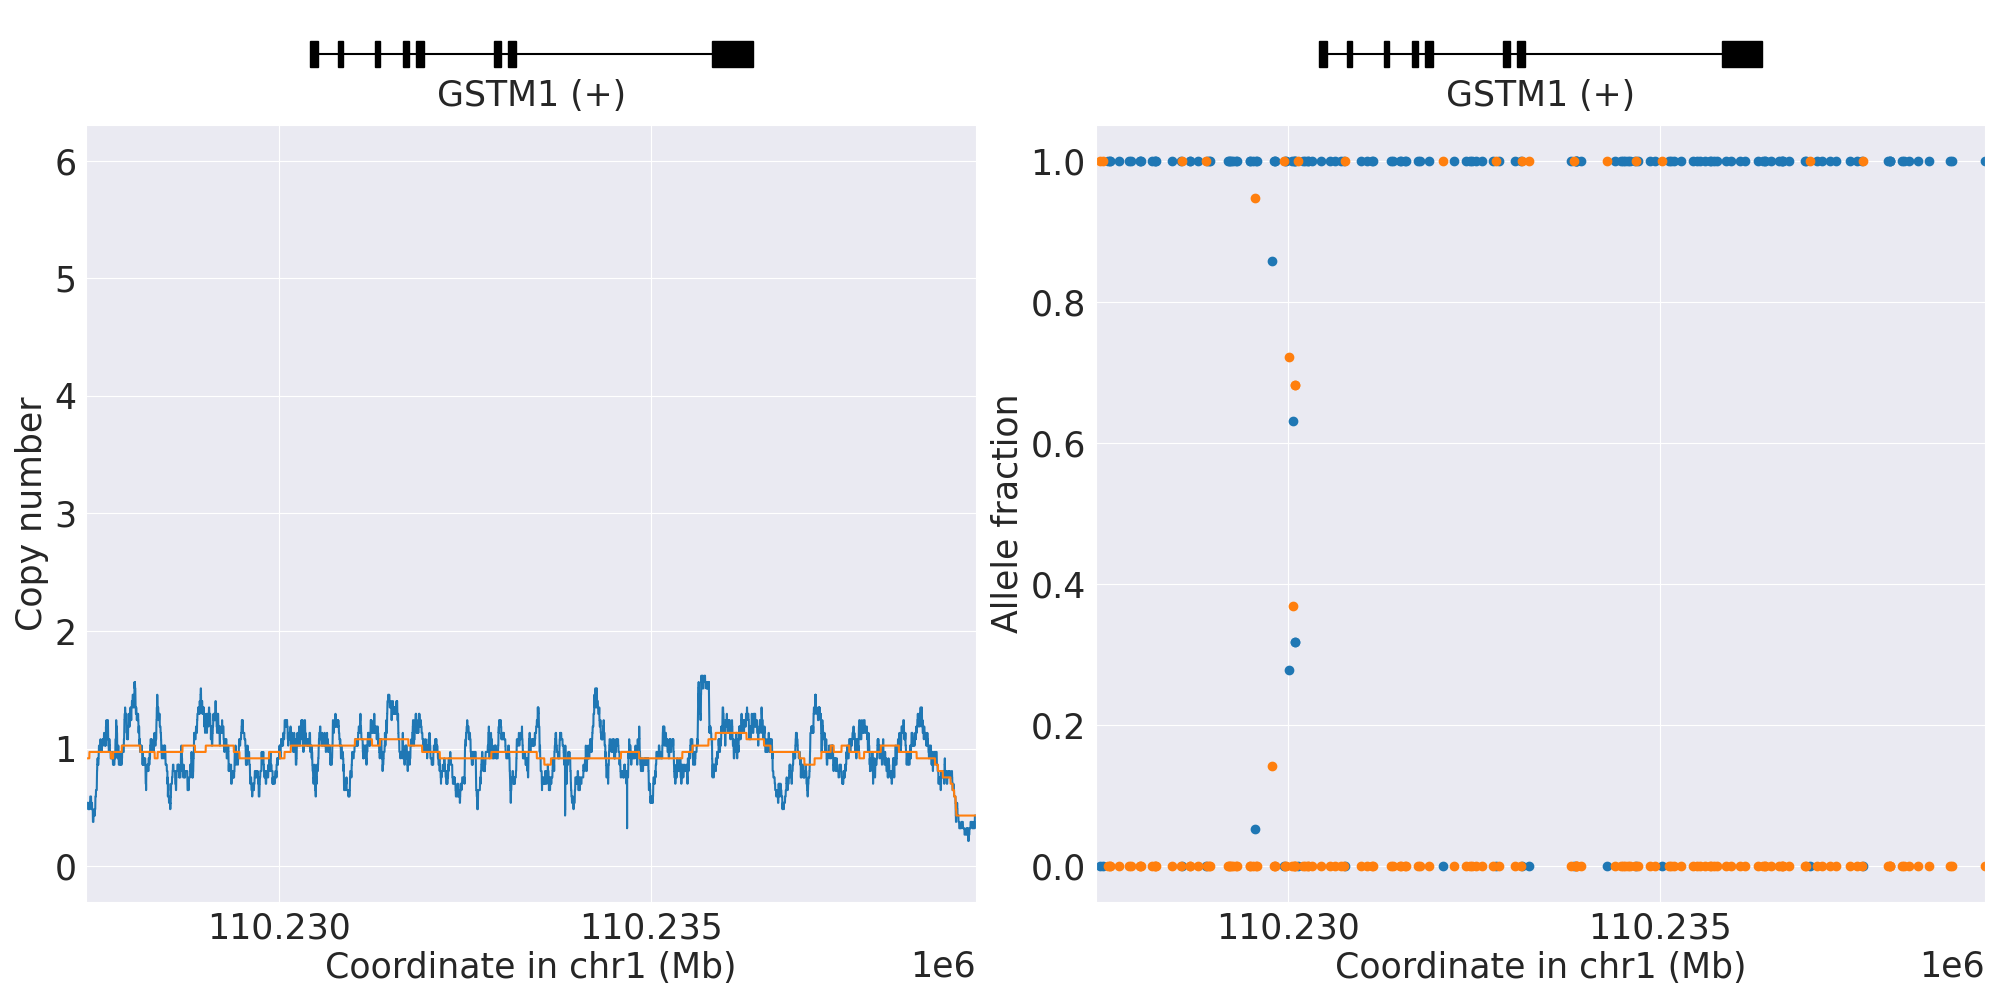 GSTM1 (+)
6
5
4
3
2
1
0
Copy number
110.230
110.235
Coordinate in chr1 (Mb)
1e6
GSTM1 (+)
1.0
0.8
0.6
0.4
0.2
0.0
Allele fraction
110.230
110.235
Coordinate in chr1 (Mb)
1e6